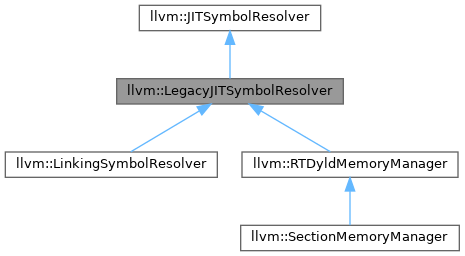 llvm::JITSymbolResolver
llvm::LegacyJITSymbolResolver
llvm::LinkingSymbolResolver
llvm::RTDyldMemoryManager
llvm::SectionMemoryManager